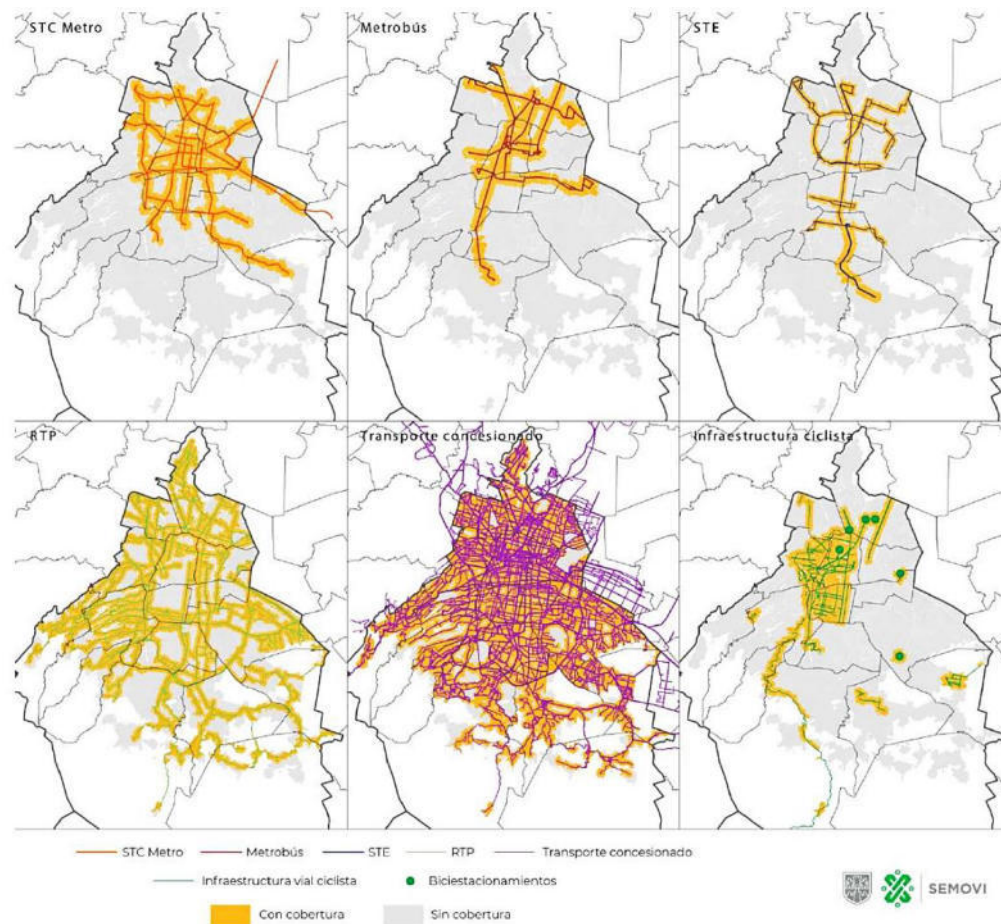 STC Metro
Metrobús
STE
RTP
Transporte concesionado
Infraestructura ciclista
STC Metro
Metrobús
STE
RTP
Transporte concesionado
Infraestructura vial ciclista
Biciestacionamientos
SEMOVI
Con cobertura
Sin cobertura